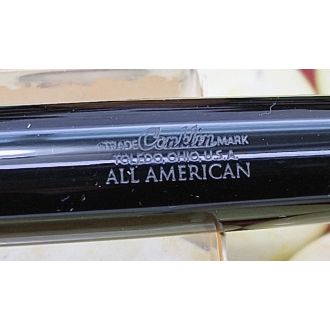 TRADE Conklin MARK
TOLEDO, OHIO, U.S.A.
ALL AMERICAN